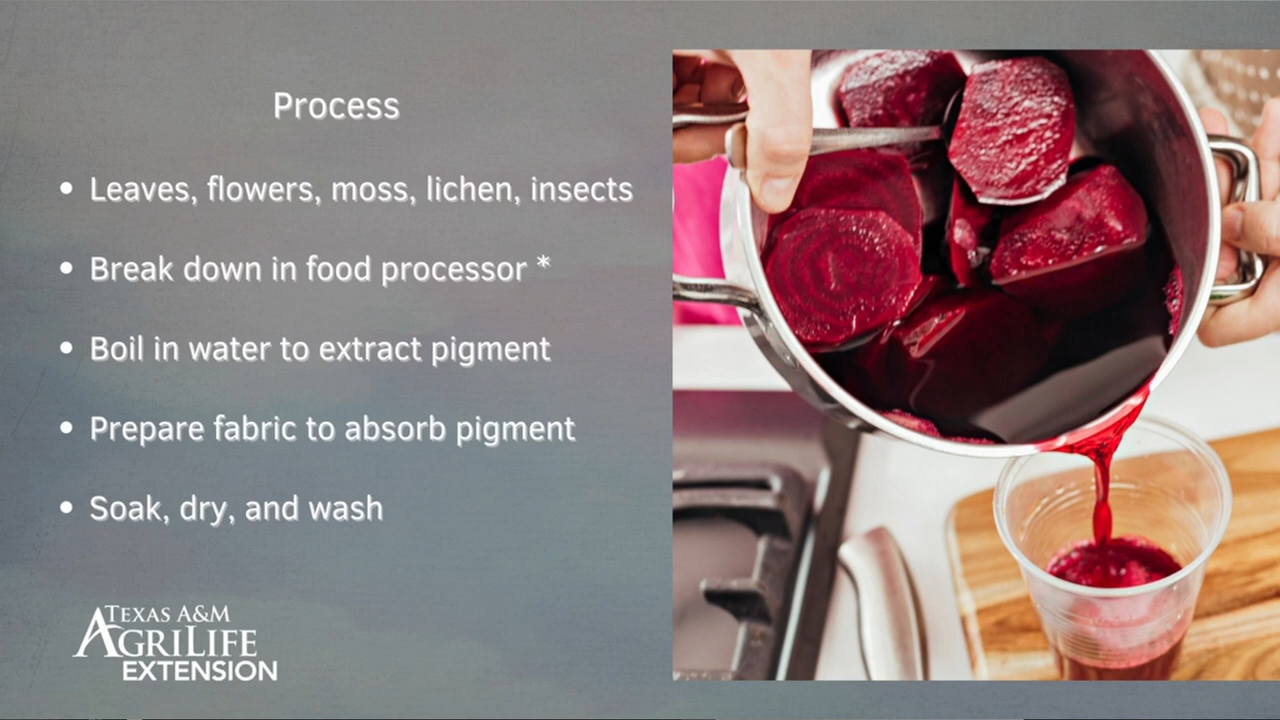 Process
• Leaves, flowers, moss, lichen, insects
• Break down in food processor *
• Boil in water to extract pigment
• Prepare fabric to absorb pigment
• Soak, dry, and wash
TEXAS A&M
AGRILIFE
EXTENSION